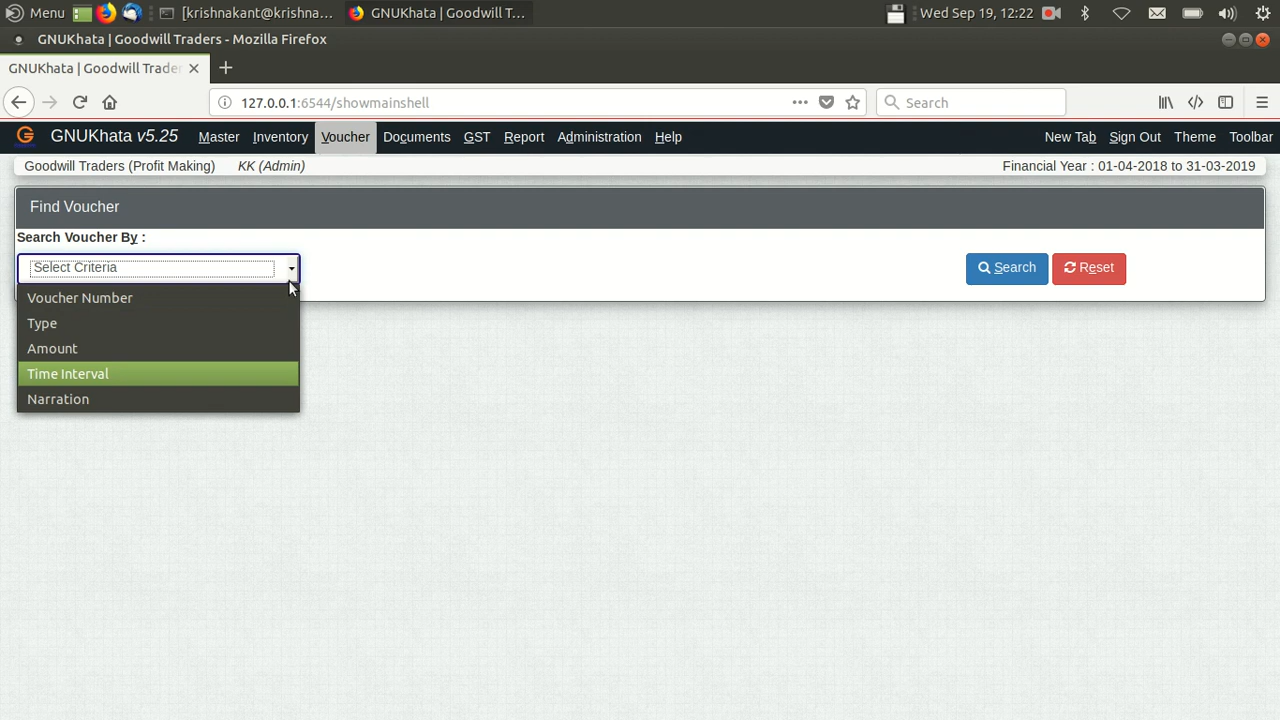 Menu [krishnakant@krishna... GNUKhata | Goodwill T... Wed Sep 19, 12:22
GNUKhata | Goodwill Traders - Mozilla Firefox
GNUKhata | Goodwill Trader
127.0.0.1:6544/showmainshell Search
GNUKhata v5.25 Master Inventory Voucher Documents GST Report Administration Help New Tab Sign Out Theme Toolbar
Goodwill Traders (Profit Making) KK (Admin) Financial Year : 01-04-2018 to 31-03-2019
Find Voucher
Search Voucher By :
Select Criteria Search Reset
Voucher Number
Type
Amount
Time Interval
Narration